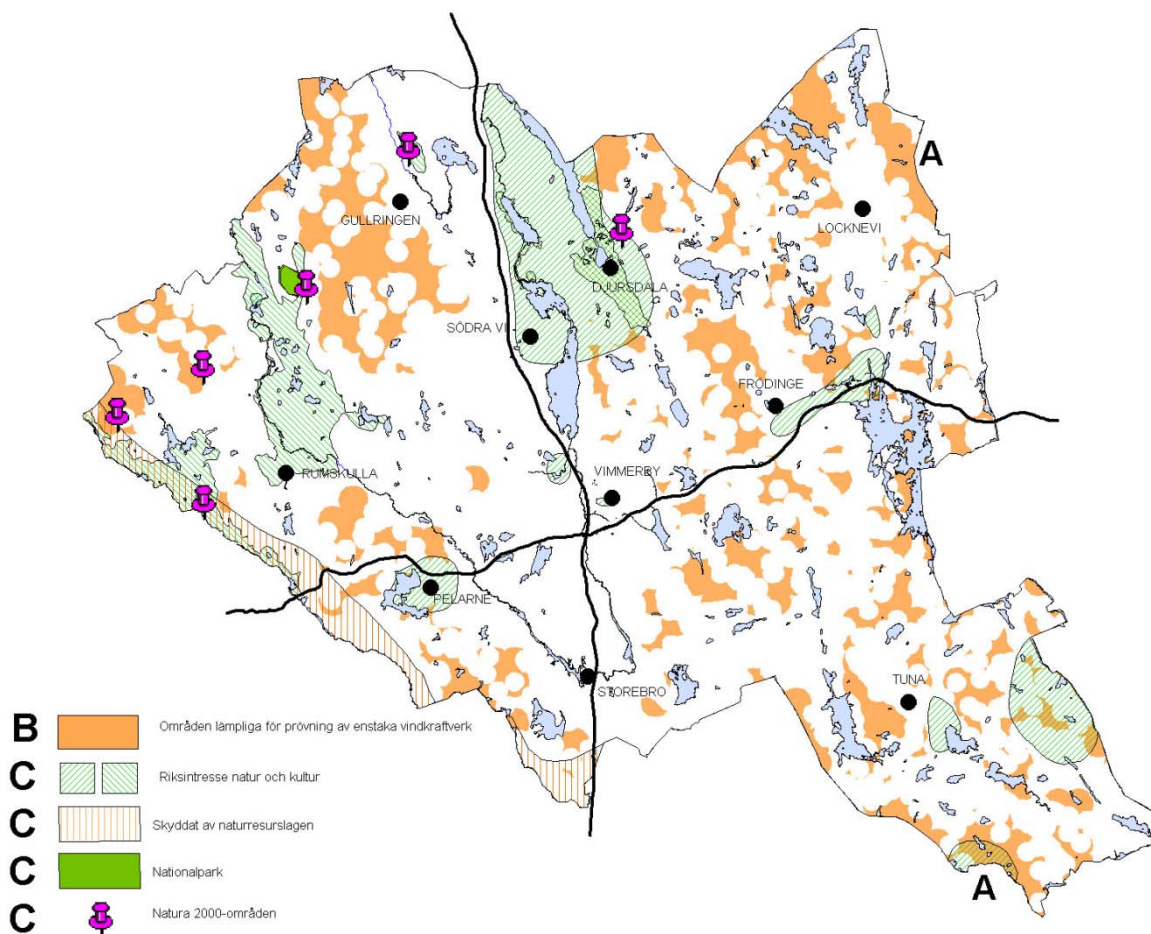 A
GULLRINGEN
LOCKNEVI
DJURSDALA
SÖDRA VI
FRÖDINGE
RUMSKULLA
VIMMERBY
PELARNE
STOREBRO
TUNA
A
B Områden lämpliga för prövning av enstaka vindkraftverk
C Riksintresse natur och kultur
C Skyddat av naturresurslagen
C Nationalpark
C Natura 2000-områden